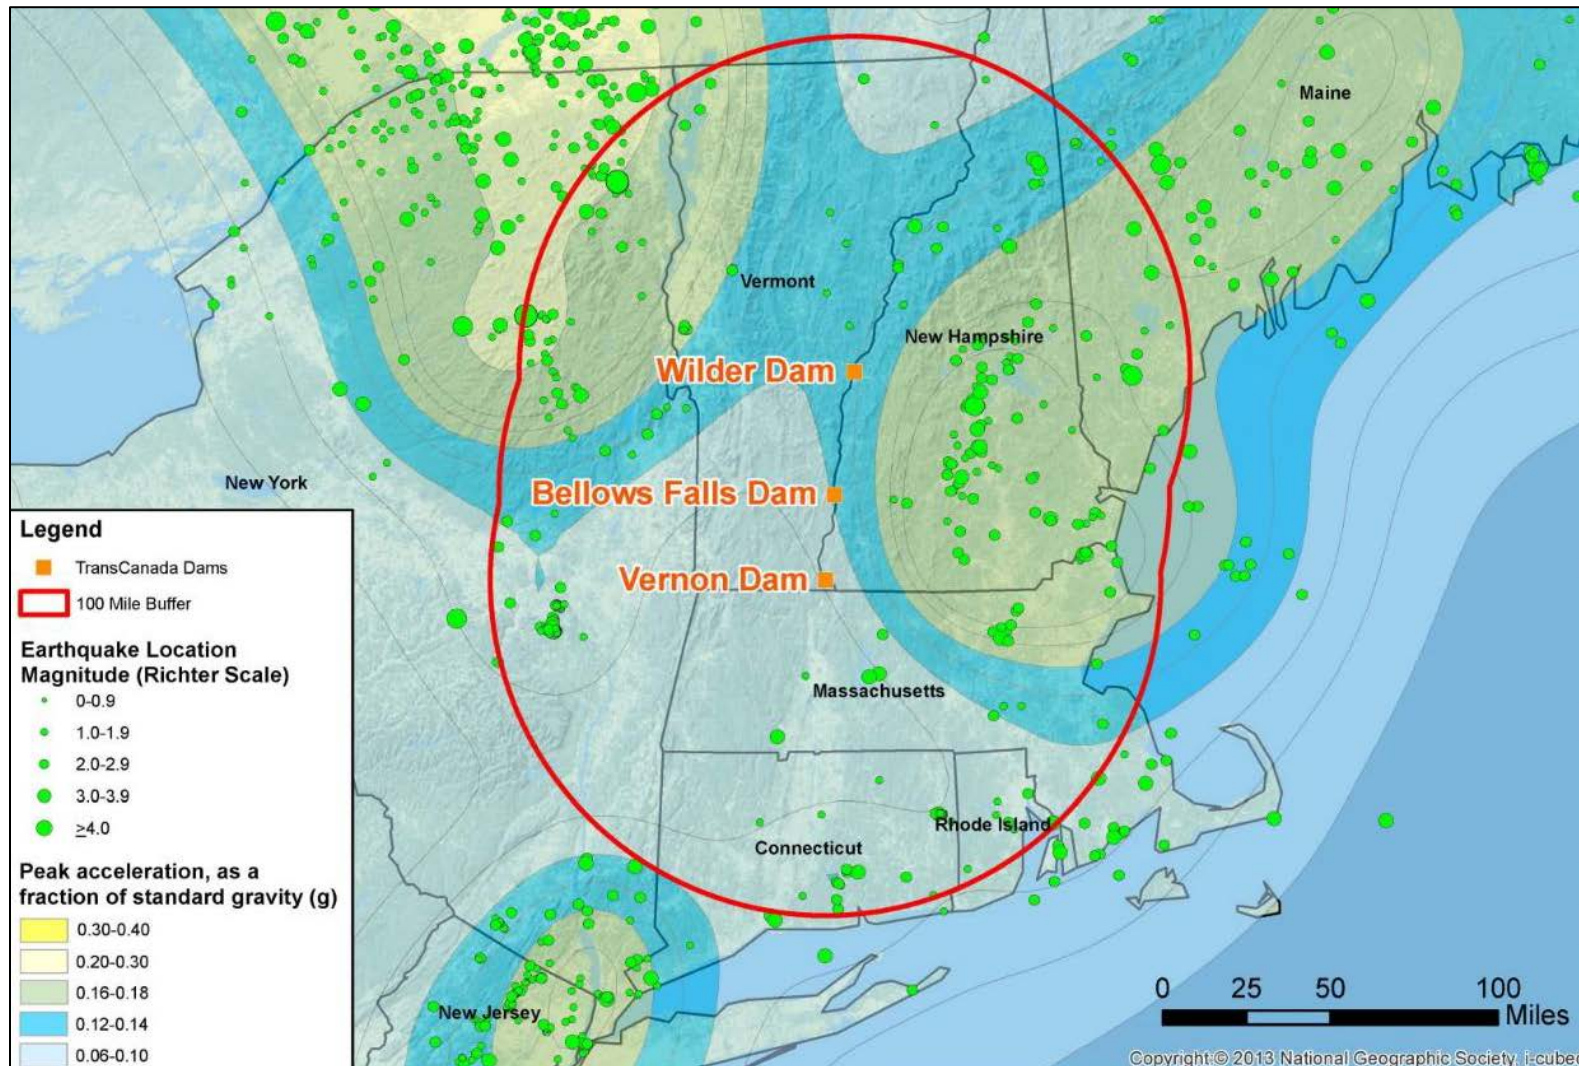 Maine
Vermont
New Hampshire
Wilder Dam
New York
Bellows Falls Dam
Vernon Dam
Massachusetts
Rhode Island
Connecticut
New Jersey
Legend
TransCanada Dams
100 Mile Buffer
Earthquake Location
Magnitude (Richter Scale)
0-0.9
1.0-1.9
2.0-2.9
3.0-3.9
≥4.0
Peak acceleration, as a
fraction of standard gravity (g)
0.30-0.40
0.20-0.30
0.16-0.18
0.12-0.14
0.06-0.10
0 25 50 100
Miles
Copyright:© 2013 National Geographic Society, i-cubed